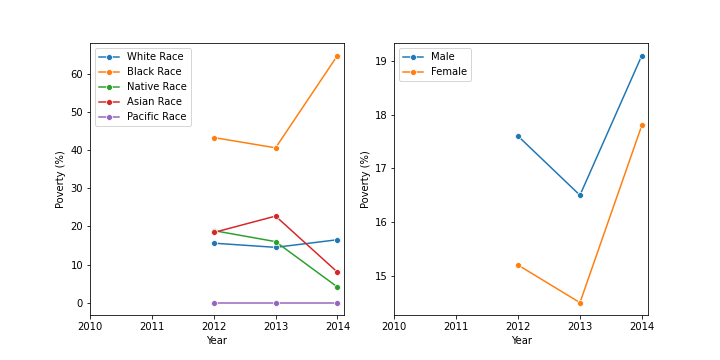 White Race
Black Race
Native Race
Asian Race
Pacific Race
60
50
40
30
20
10
0
Poverty (%)
2010 2011 2012 2013 2014
Year
Male
Female
19
18
17
16
15
Poverty (%)
2010 2011 2012 2013 2014
Year